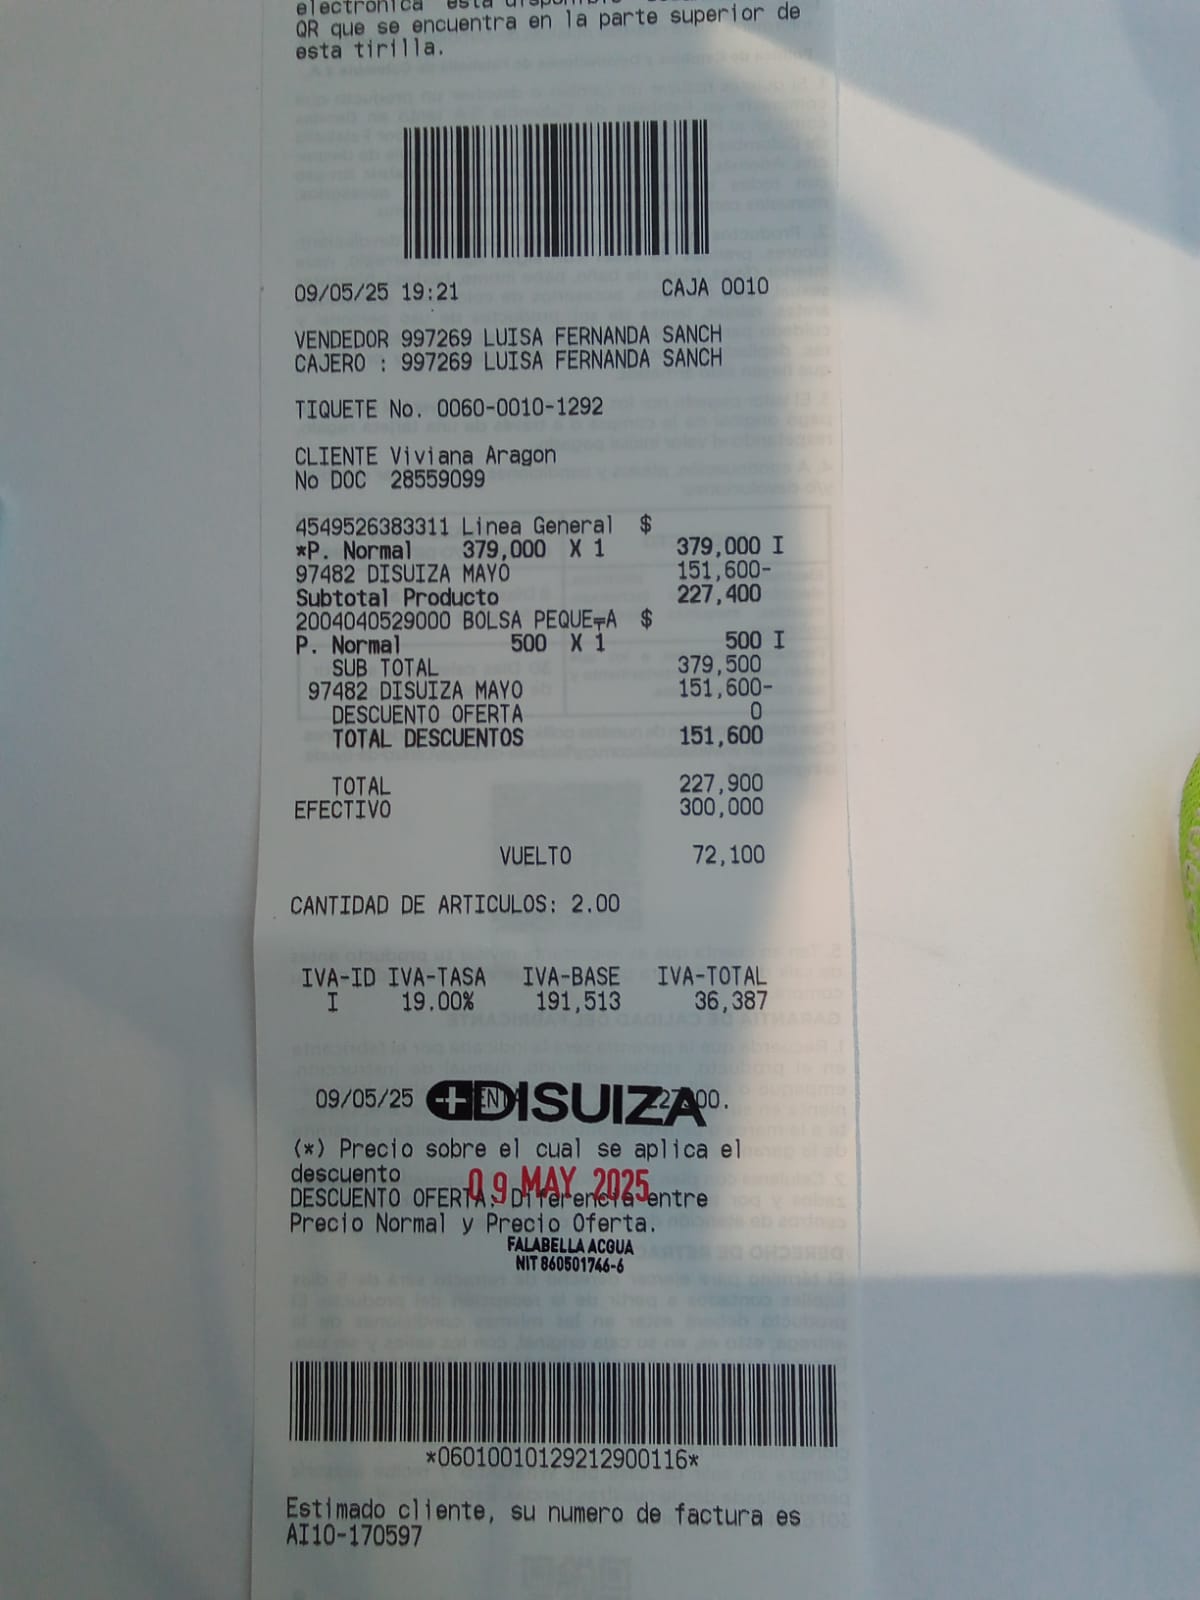 electronica esta
QR que se encuentra en la parte superior de
esta tirilla.
09/05/25 19:21 CAJA 0010
VENDEDOR 997269 LUISA FERNANDA SANCH
CAJERO : 997269 LUISA FERNANDA SANCH
TIQUETE No. 0060-0010-1292
CLIENTE Viviana Aragon
No DOC 28559099
4549526383311 Linea General $
*P. Normal 379,000 X 1 379,000 I
97482 DISUIZA MAYO 151,600-
Subtotal Producto 227,400
2004040529000 BOLSA PEQUE╤A $
P. Normal 500 X 1 500 I
SUB TOTAL 379,500
97482 DISUIZA MAYO 151,600-
DESCUENTO OFERTA 0
TOTAL DESCUENTOS 151,600
TOTAL 227,900
EFECTIVO 300,000
VUELTO 72,100
CANTIDAD DE ARTICULOS: 2.00
IVA-ID IVA-TASA IVA-BASE IVA-TOTAL
I 19.00% 191,513 36,387
09/05/25
DISUIZA
(*) Precio sobre el cual se aplica el
descuento
09 MAY 2025
DESCUENTO OFERTA: Diferencia entre
Precio Normal y Precio Oferta.
FALABELLA ACQUA
NIT 860501746-6
*06010010129212900116*
Estimado cliente, su numero de factura es
AI10-170597